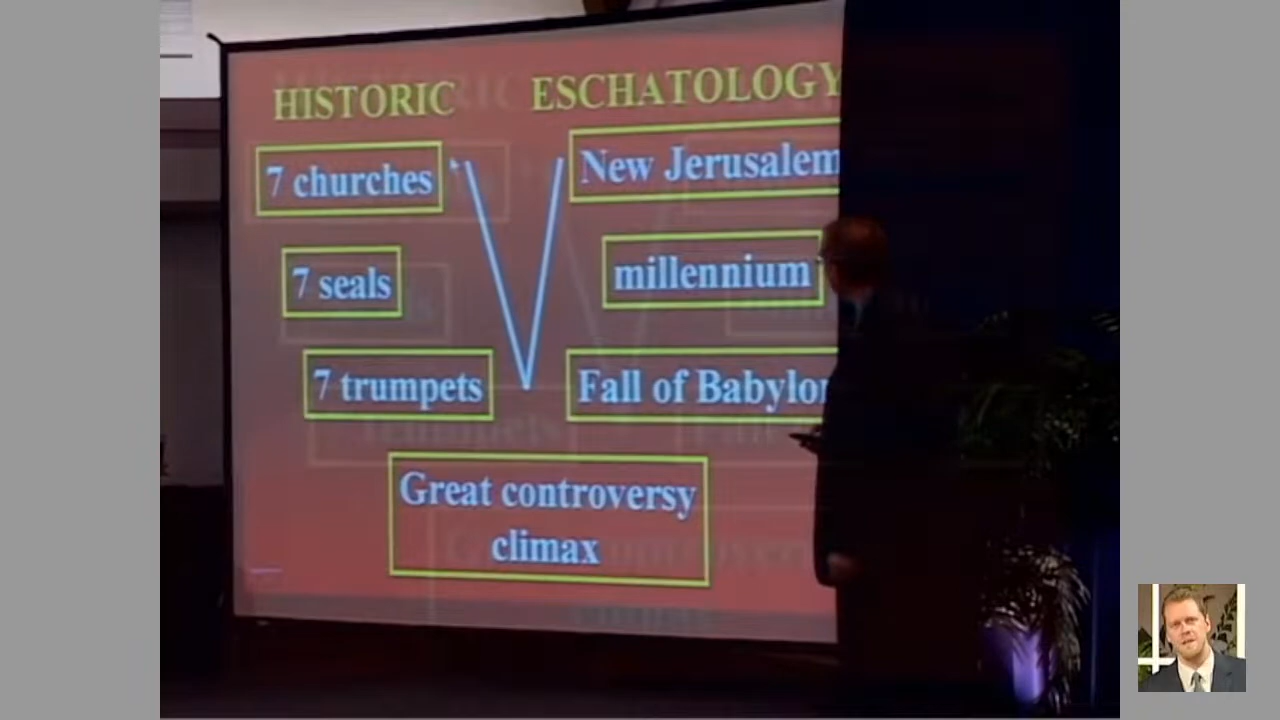 HISTORIC ESCHATOLOGY
7 churches New Jerusalem
7 seals millennium
7 trumpets Fall of Babylon
Great controversy
climax